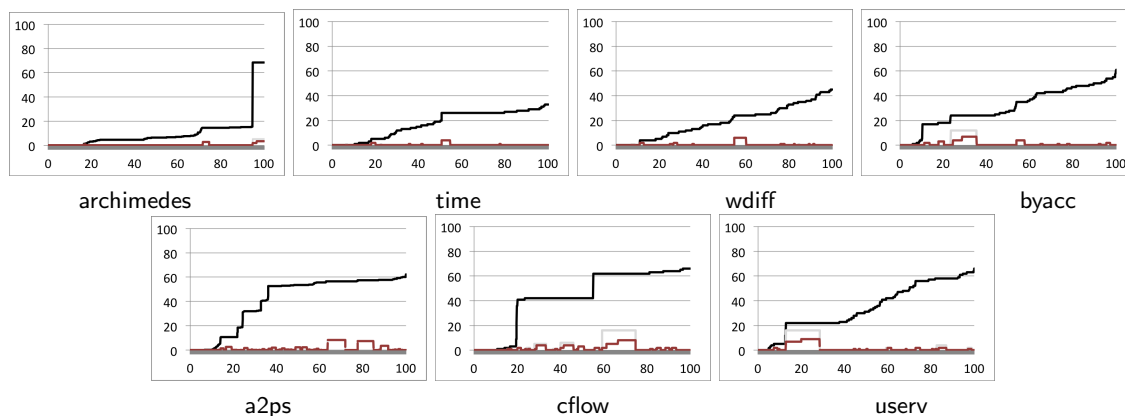 100 100 100 100
80 80 80 80
60 60 60 60
40 40 40 40
20 20 20 20
0 0 0 0
0 20 40 60 80 100 0 20 40 60 80 100 0 20 40 60 80 100 0 20 40 60 80 100
archimedes time wdiff byacc
100 100 100
80 80 80
60 60 60
40 40 40
20 20 20
0 0 0
0 20 40 60 80 100 0 20 40 60 80 100 0 20 40 60 80 100
a2ps cflow userv